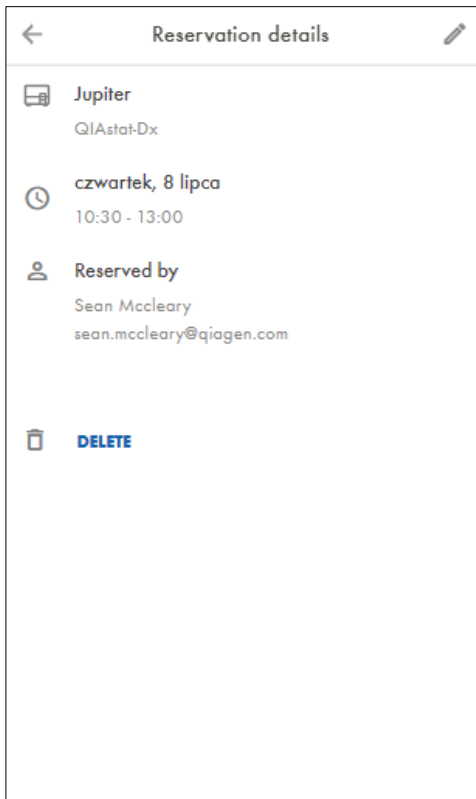 Reservation details
Jupiter
QIAstat-Dx
czwartek, 8 lipca
10:30 - 13:00
Reserved by
Sean Mccleary
sean.mccleary@qiagen.com
DELETE